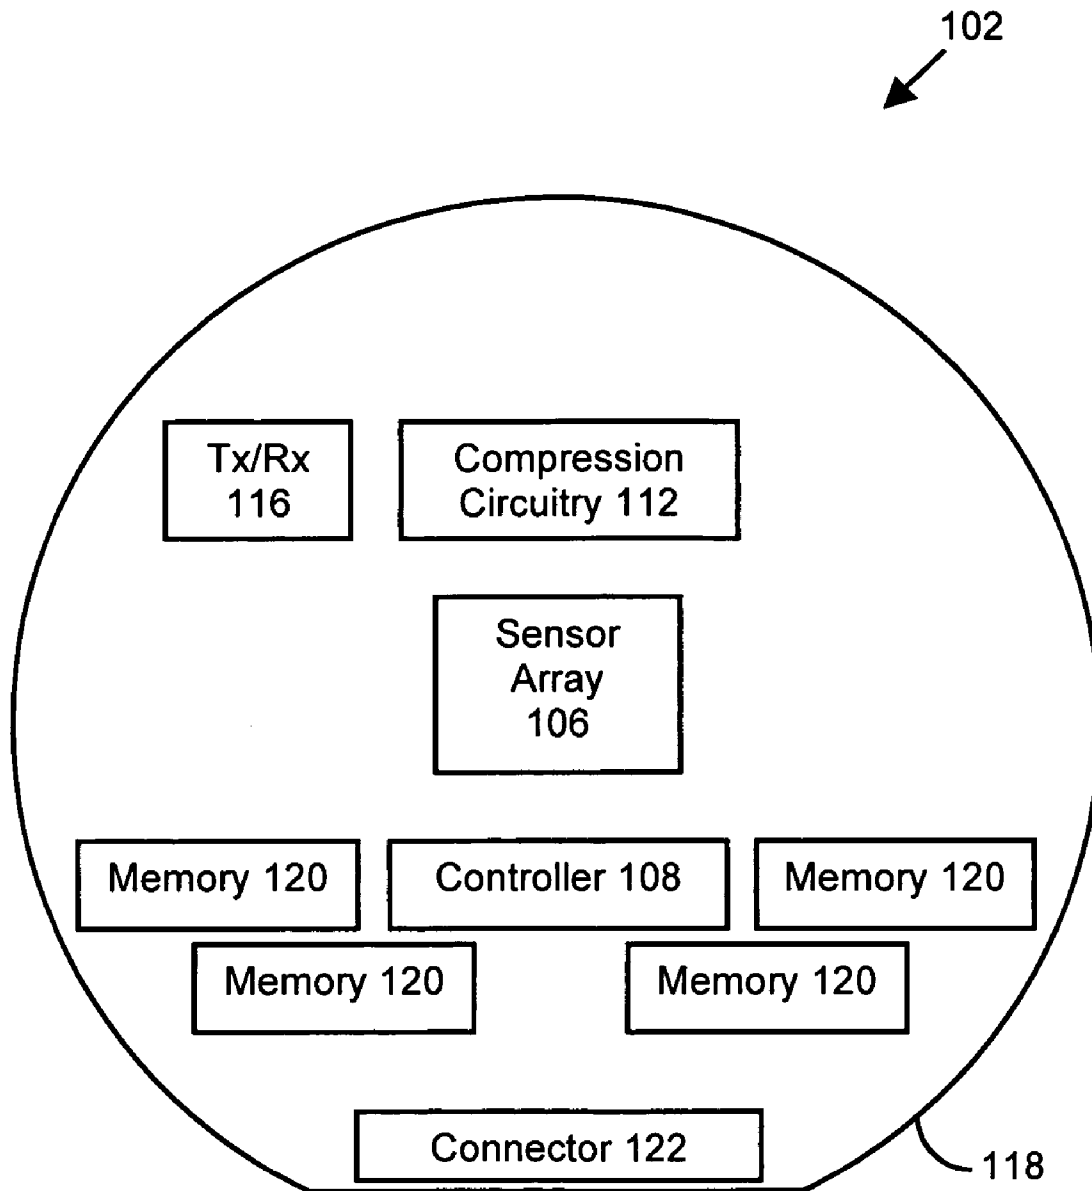 102
Tx/Rx
116
Compression
Circuitry 112
Sensor
Array
106
Memory 120
Controller 108
Memory 120
Memory 120
Memory 120
Connector 122
118